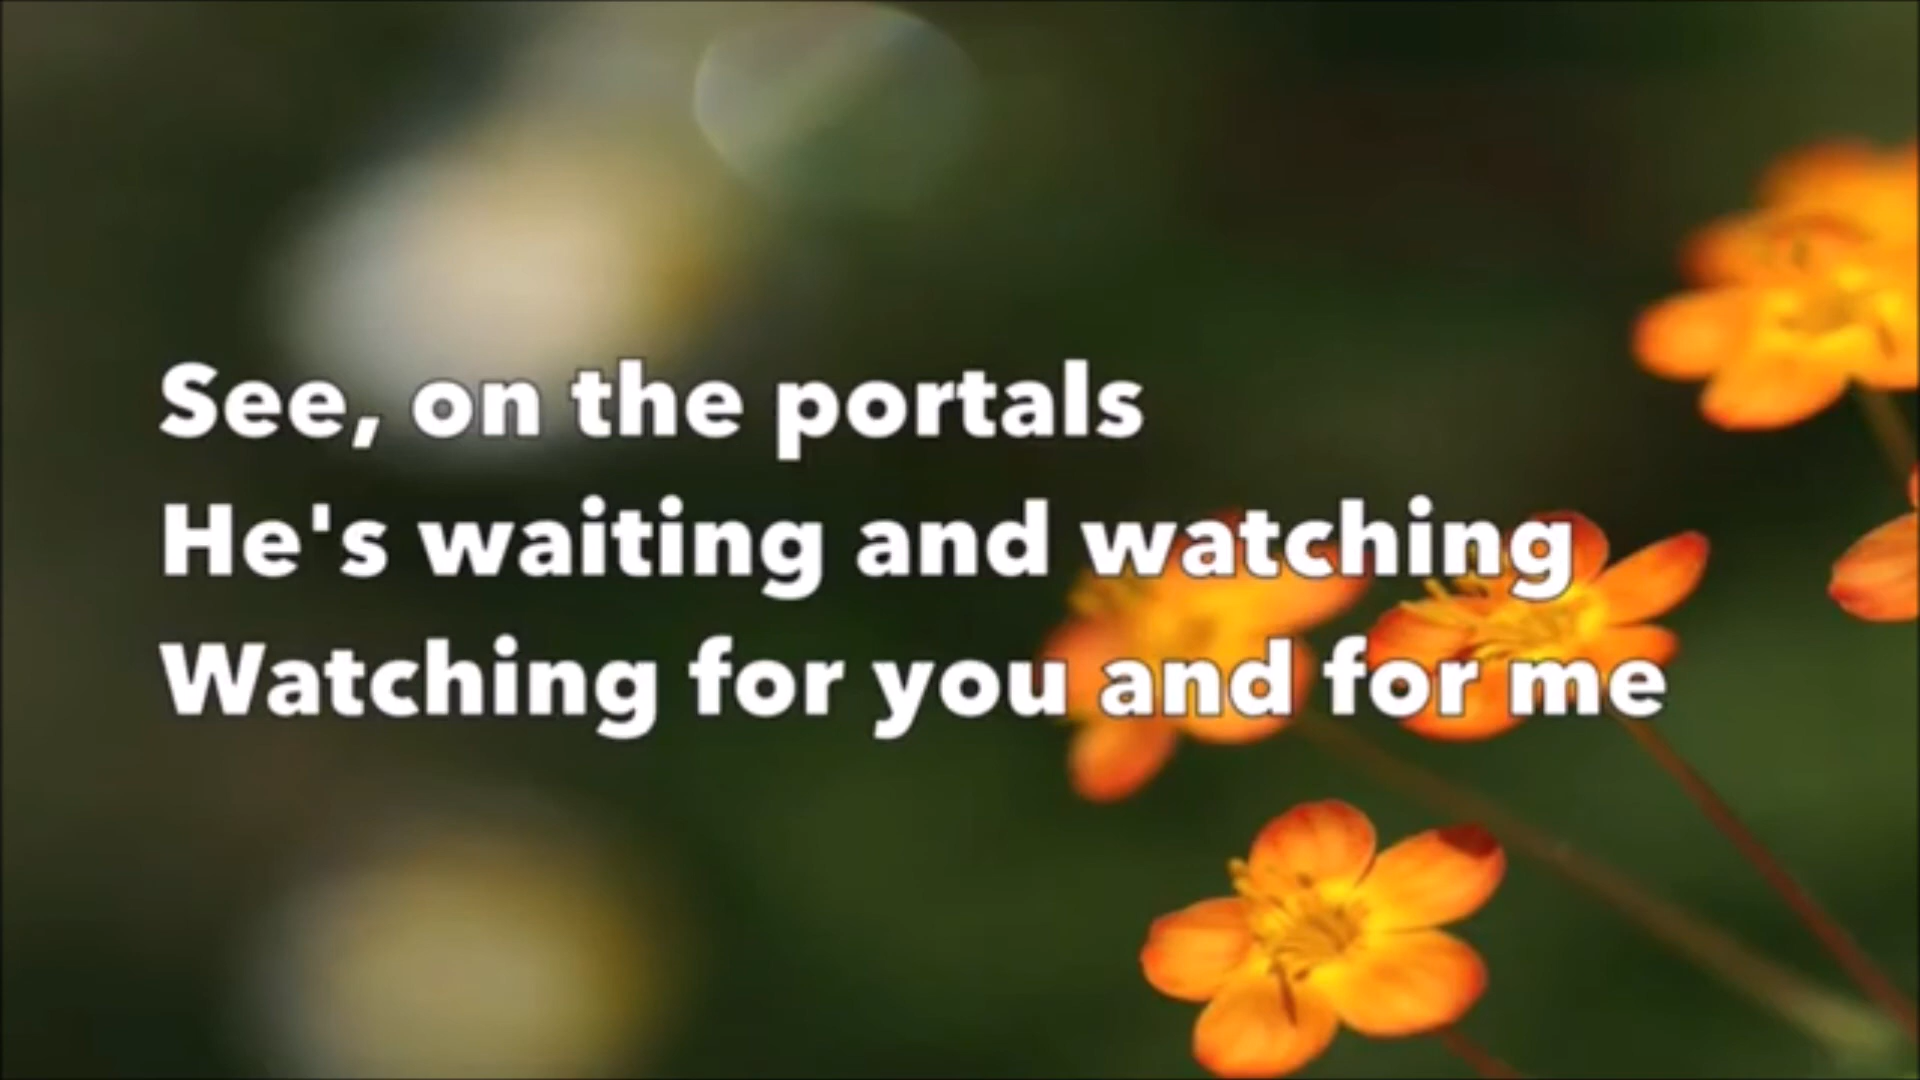 See, on the portals
He's waiting and watching
Watching for you and for me